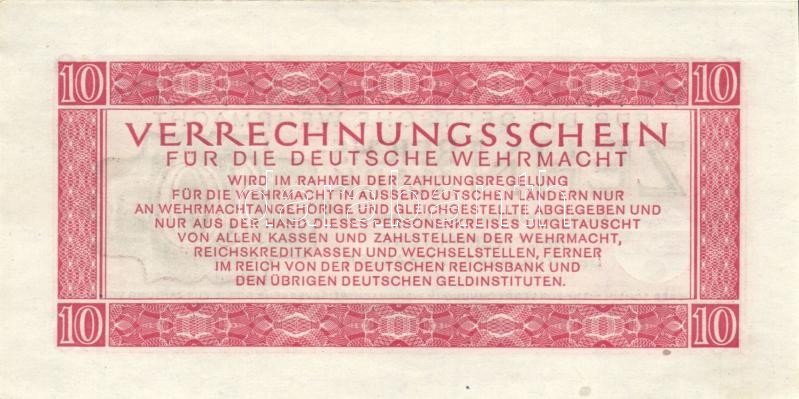 10 10
VERRECHNUNGSSCHEIN
FÜR DIE DEUTSCHE WEHRMACHT
WIRD IM RAHMEN DER ZAHLUNGSREGELUNG
FÜR DIE WEHRMACHT IN AUSSERDEUTSCHEN LÄNDERN NUR
AN WEHRMACHTANGEHÖRIGE UND GLEICHGESTELLTE ABGEGEBEN UND
NUR AUS DER HAND DIESES PERSONENKREISES UMGETAUSCHT
VON ALLEN KASSEN UND ZAHLSTELLEN DER WEHRMACHT,
REICHSKREDITKASSEN UND WECHSELSTELLEN, FERNER
IM REICH VON DER DEUTSCHEN REICHSBANK UND
DEN ÜBRIGEN DEUTSCHEN GELDINSTITUTEN.
10 10